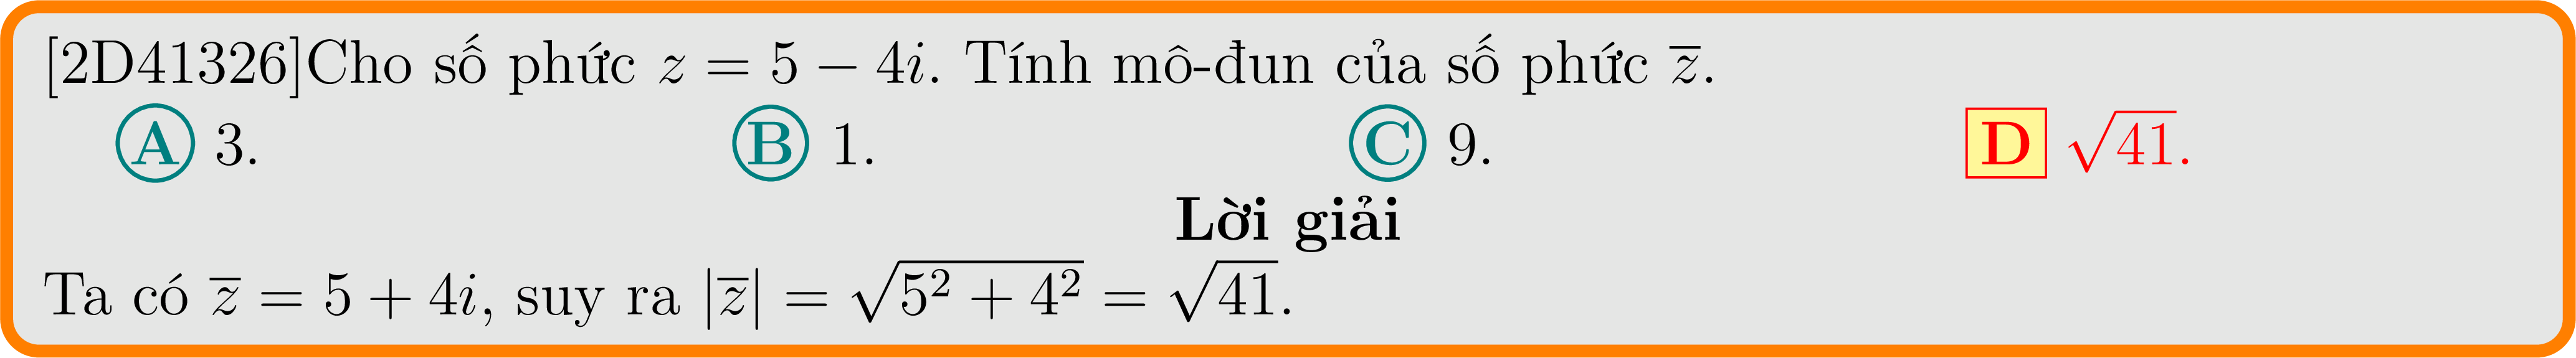 [2D41326]Cho số phức $z = 5 - 4i$. Tính mô-đun của số phức $\overline{z}$.
A 3. B 1. C 9. D $\sqrt{41}$.
Lời giải
Ta có $\overline{z} = 5 + 4i$, suy ra $|\overline{z}| = \sqrt{5^2 + 4^2} = \sqrt{41}$.